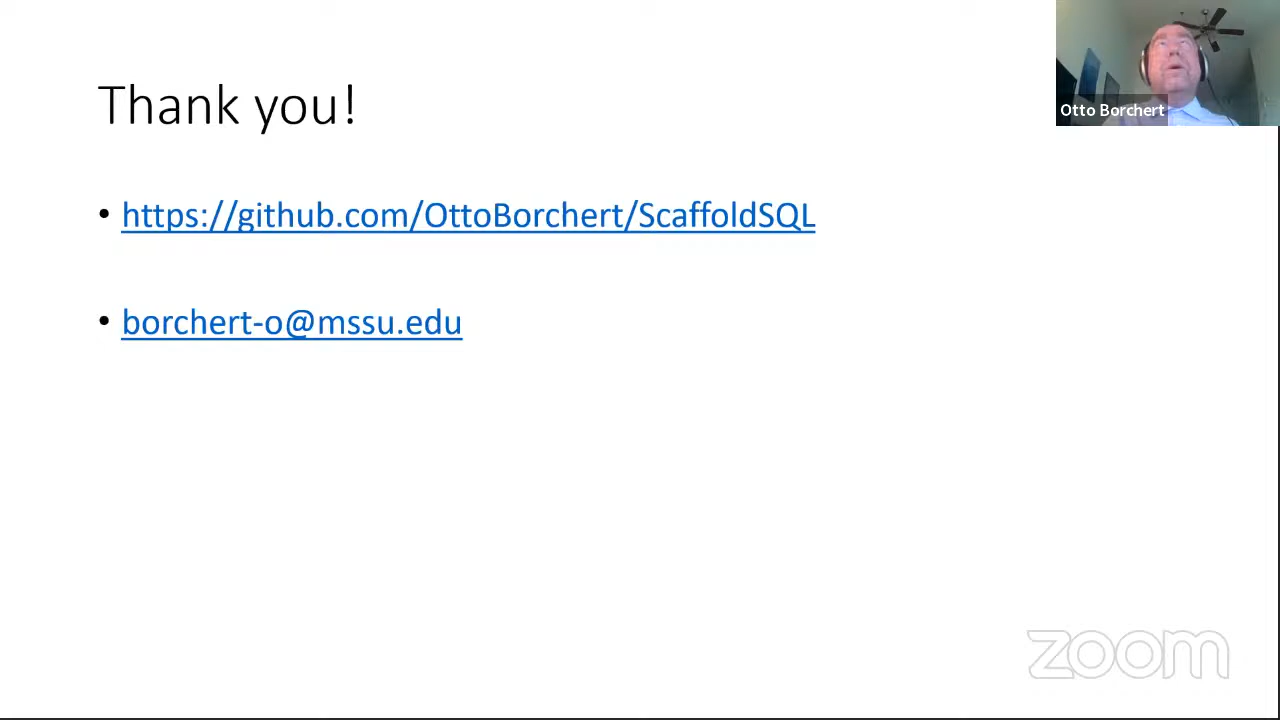 Thank you!
Otto Borchert
• https://github.com/OttoBorchert/ScaffoldSQL
• borchert-o@mssu.edu
zoom